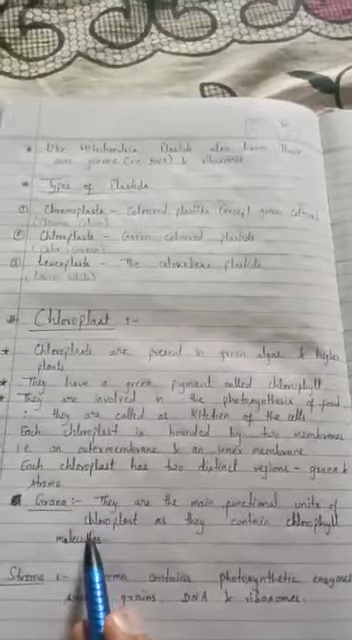 * Like Mitochondria Plastids also have their
own genome (i.e DNA) & ribosomes
* Types of Plastids
① Chromoplasts - Coloured plastids (except green colour)
② Chloroplasts - Green coloured plastids
③ Leucoplasts - The colourless plastids
# Chloroplast :-
* Chloroplasts are present in green algae & higher
plants
* They have a green pigment called chlorophyll
* They are involved in the photosynthesis of food
∴ they are called as kitchen of the cells.
Each chloroplast is bounded by two membranes
i.e an outermembrane & an inner membrane
Each chloroplast has two distinct regions - grana &
stroma
Grana :- They are the main functional units of
chloroplast as they contain chlorophyll
molecules
Stroma :- contains photosynthetic enzymes
grains, DNA & ribosomes.